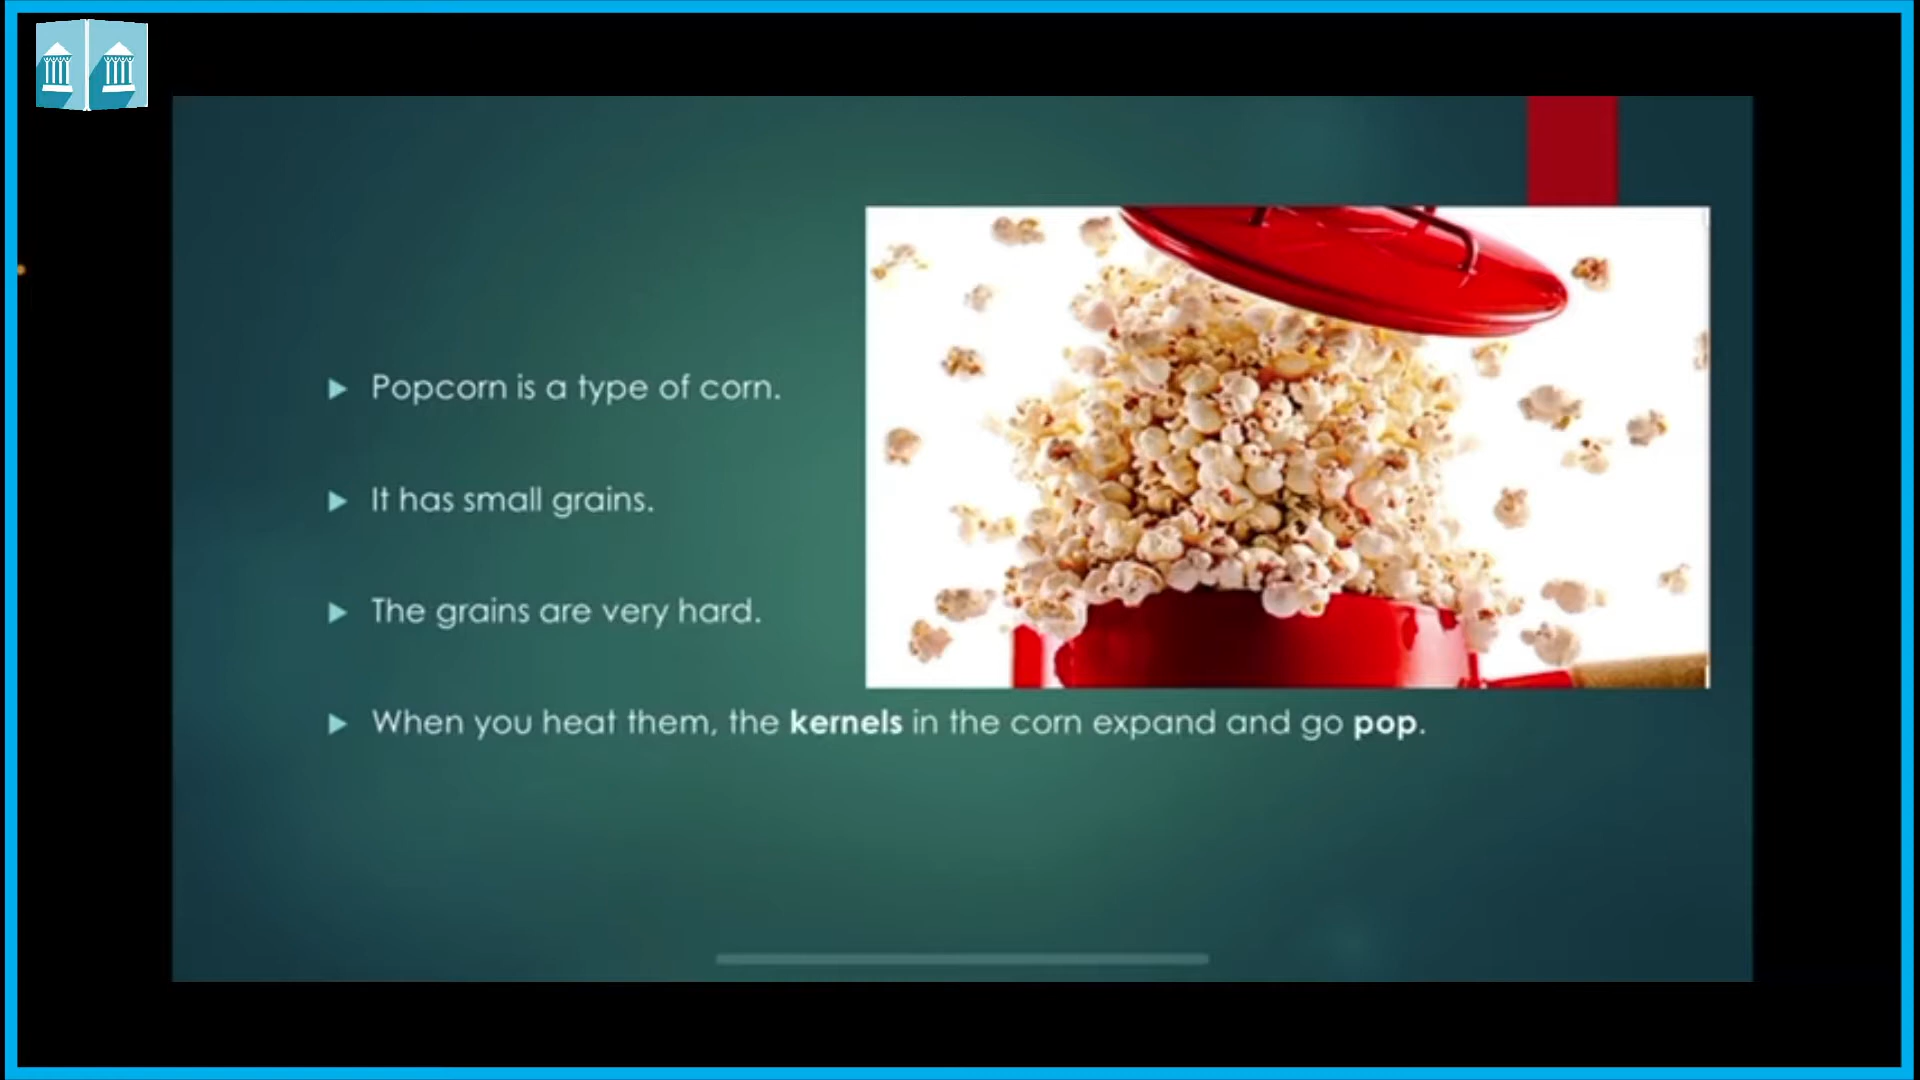 Popcorn is a type of corn.
It has small grains.
The grains are very hard.
When you heat them, the kernels in the corn expand and go pop.